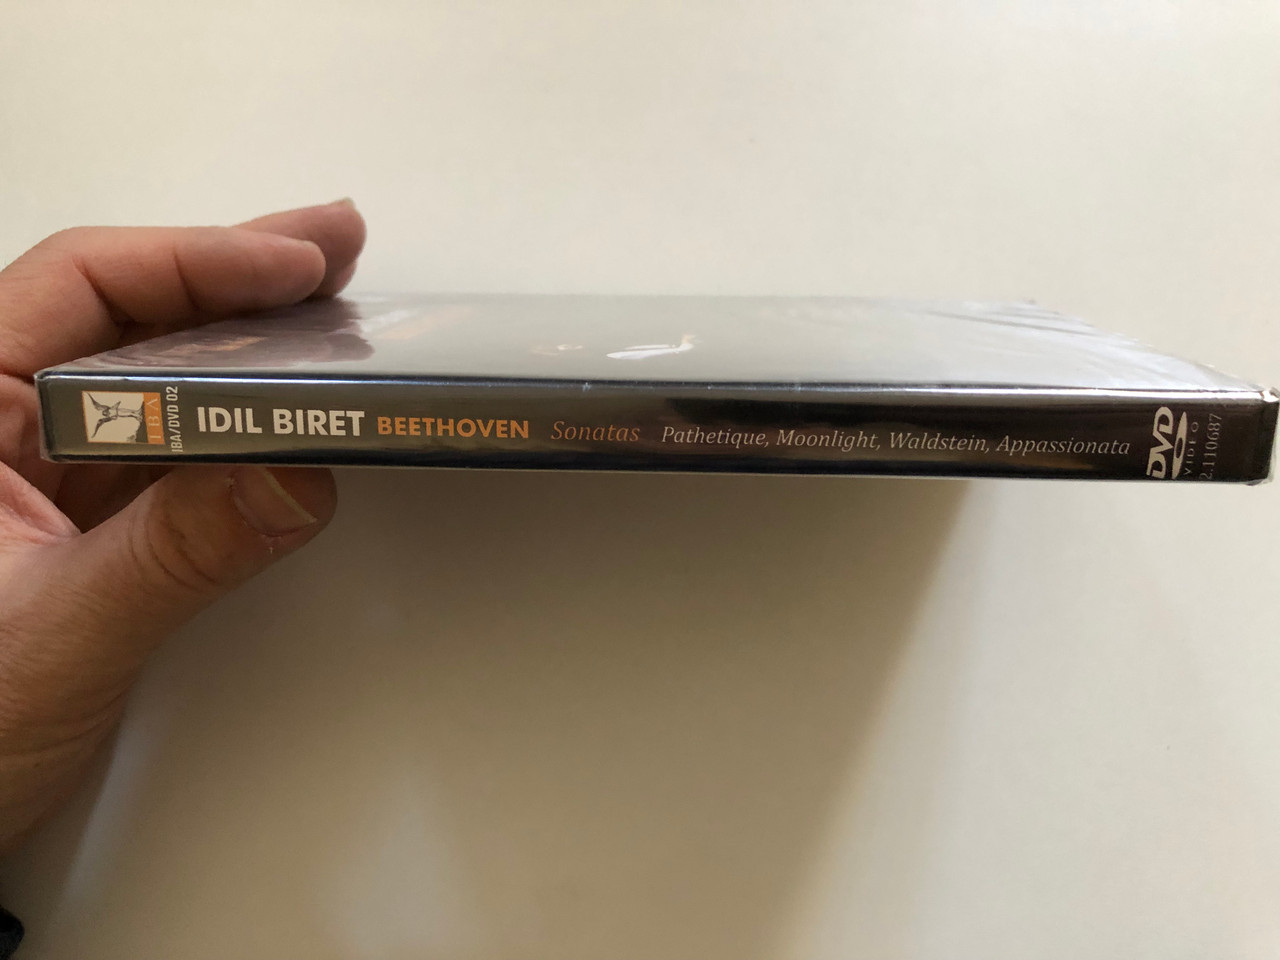 IBA
IBA/DVD 02
IDIL BIRET BEETHOVEN Sonatas Pathetique, Moonlight, Waldstein, Appassionata
DVD
VIDEO
2.110687